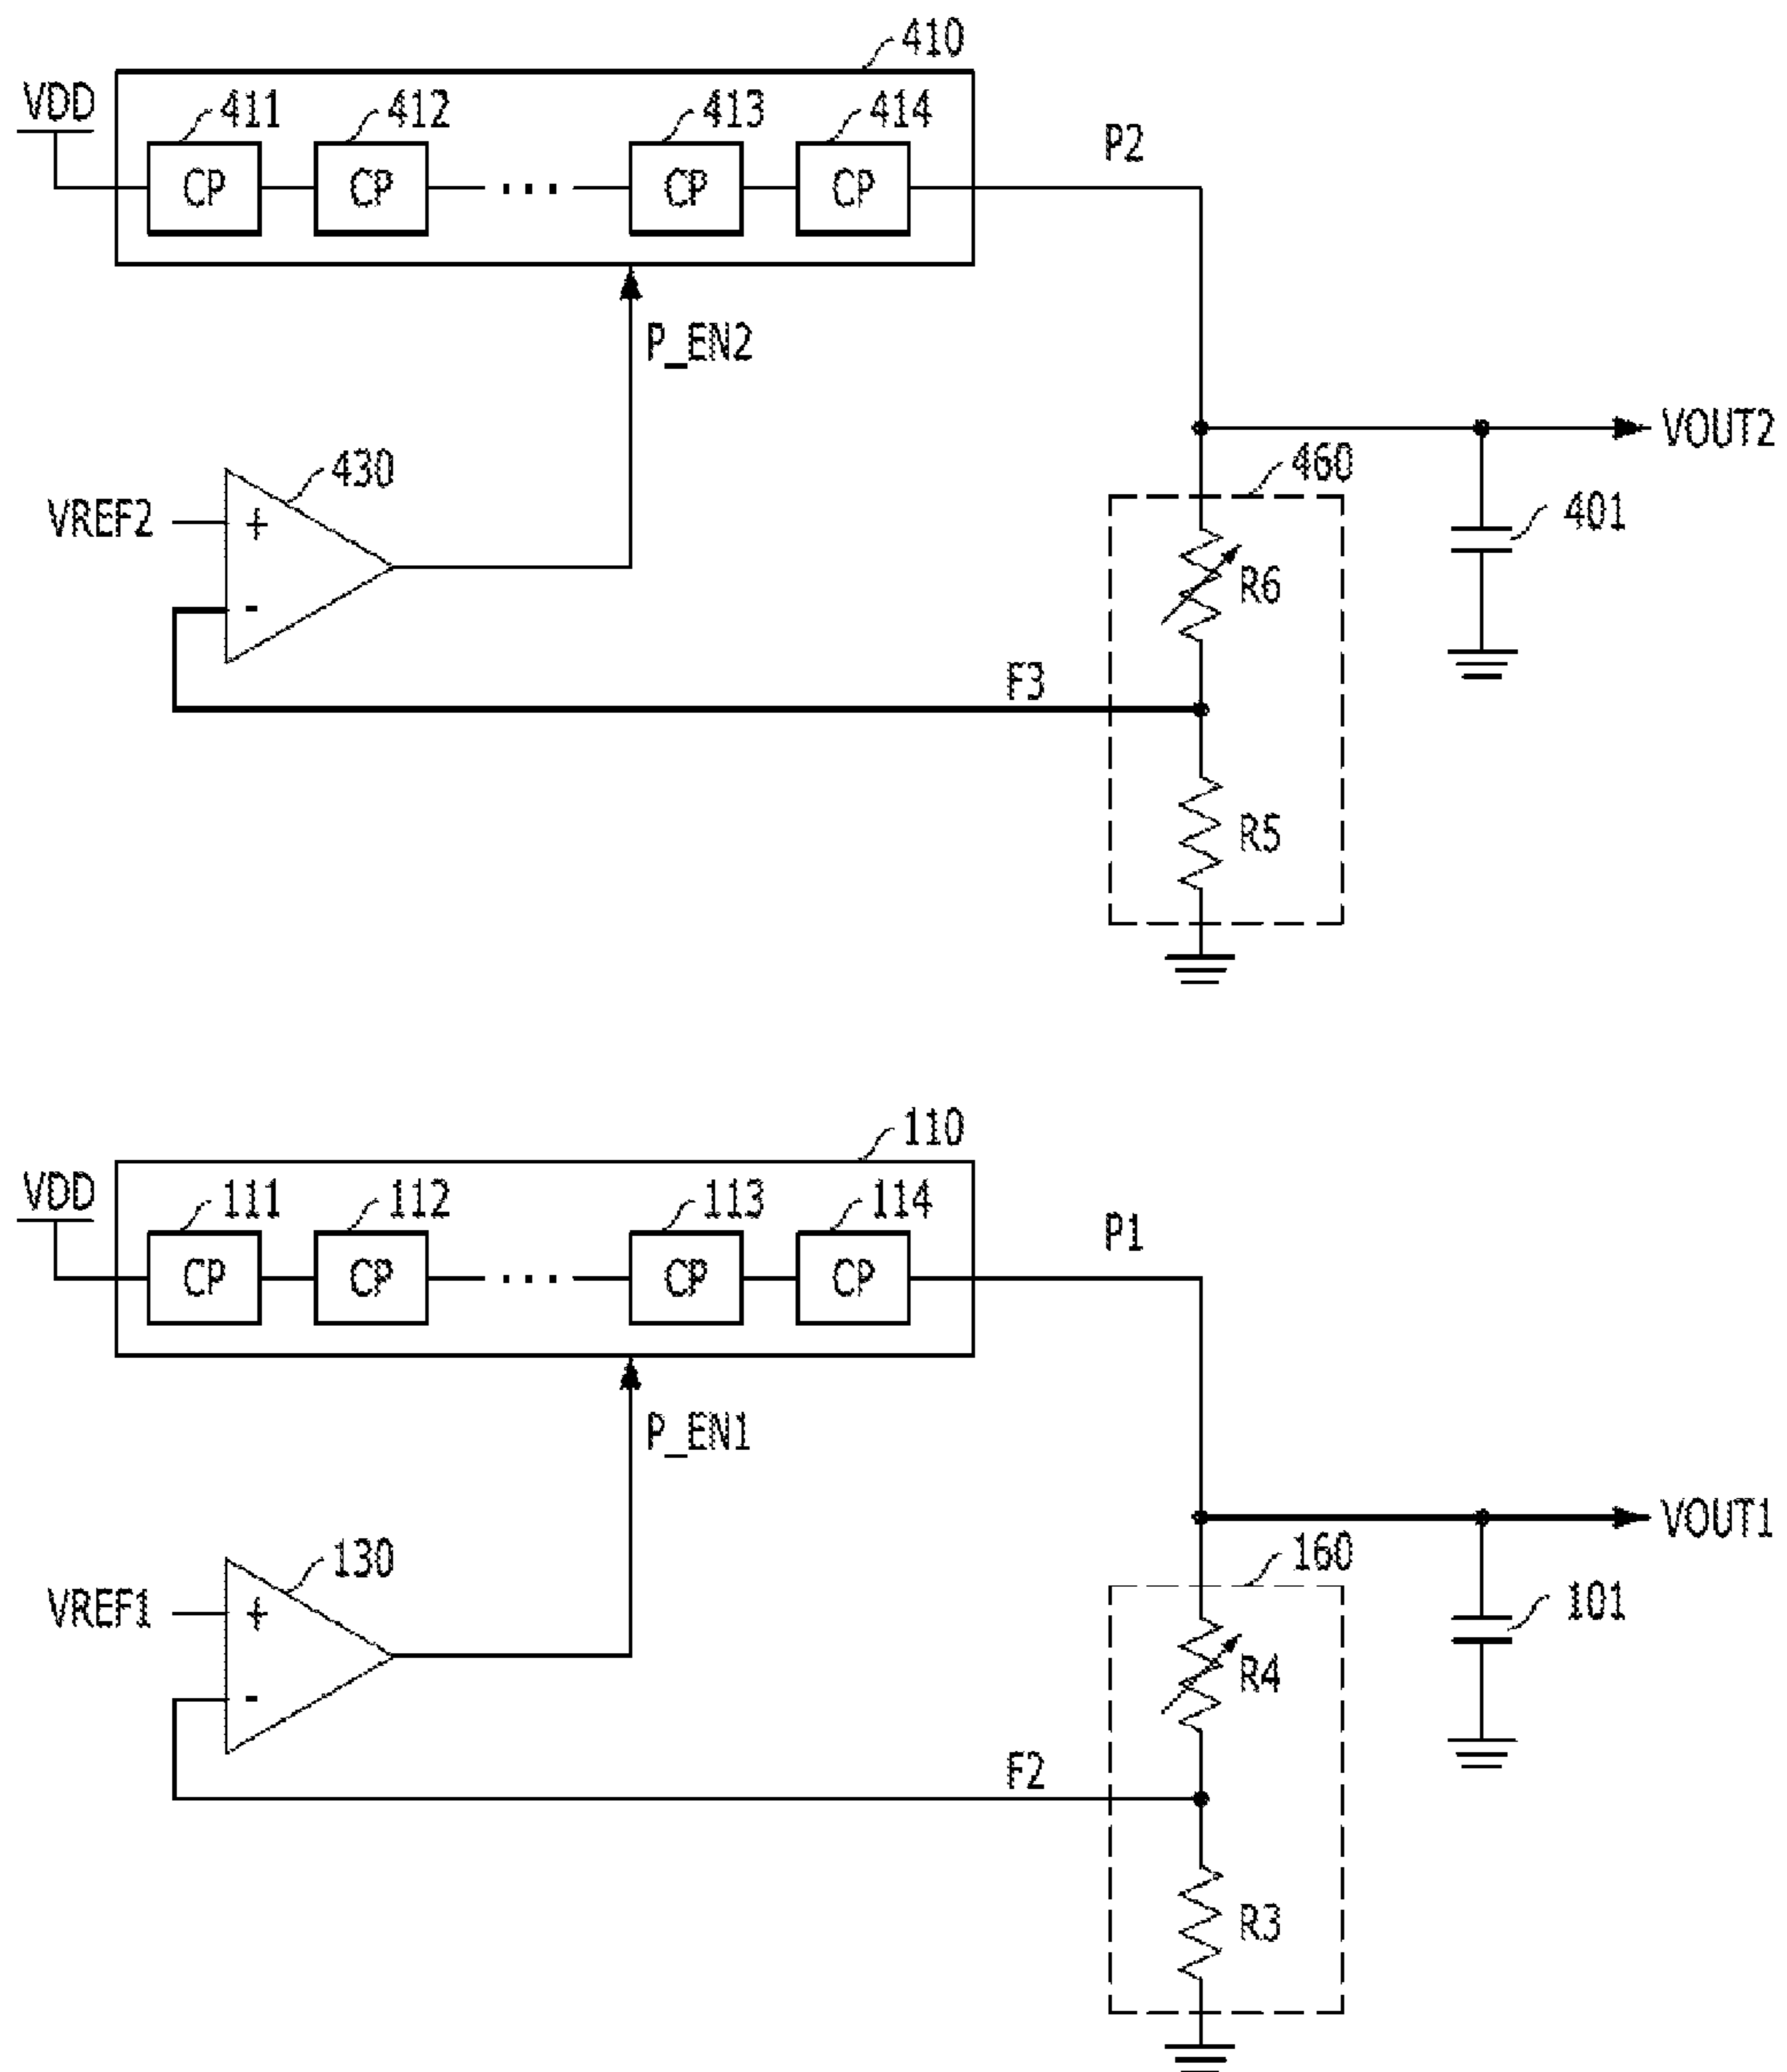 410
VDD
411
412
413
414
CP
CP
...
CP
CP
P2
P_EN2
VOUT2
430
460
VREF2
+
-
401
R6
F3
R5
110
VDD
111
112
113
114
CP
CP
...
CP
CP
P1
P_EN1
VOUT1
130
160
VREF1
+
-
101
R4
F2
R3